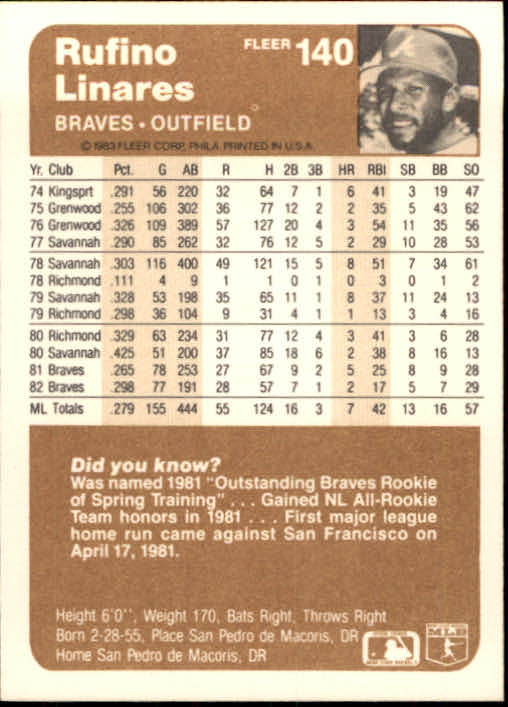 Rufino
Linares
FLEER 140
BRAVES • OUTFIELD
© 1983 FLEER CORP., PHILA. PRINTED IN U.S.A.
Yr. Club Pct. G AB R H 2B 3B HR RBI SB BB SO
74 Kingsprt .291 56 220 32 64 7 1 6 41 3 19 47
75 Grenwood .255 106 302 36 77 12 2 2 35 5 43 62
76 Grenwood .326 109 389 57 127 20 4 3 54 11 35 56
77 Savannah .290 85 262 32 76 12 5 2 29 10 28 53
78 Savannah .303 116 400 49 121 15 5 8 51 7 34 61
78 Richmond .111 4 9 1 1 0 1 0 3 0 1 2
79 Savannah .328 53 198 35 65 11 1 8 37 11 24 13
79 Richmond .298 36 104 9 31 4 1 1 13 3 4 16
80 Richmond .329 63 234 31 77 12 4 3 41 3 6 28
80 Savannah .425 51 200 37 85 18 6 2 38 8 16 13
81 Braves .265 78 253 27 67 9 2 5 25 8 9 28
82 Braves .298 77 191 28 57 7 1 2 17 5 7 29
ML Totals .279 155 444 55 124 16 3 7 42 13 16 57
Did you know?
Was named 1981 "Outstanding Braves Rookie
of Spring Training" . . . Gained NL All-Rookie
Team honors in 1981 . . . First major league
home run came against San Francisco on
April 17, 1981.
Height 6'0'', Weight 170, Bats Right, Throws Right
Born 2-28-55, Place San Pedro de Macoris, DR
Home San Pedro de Macoris, DR